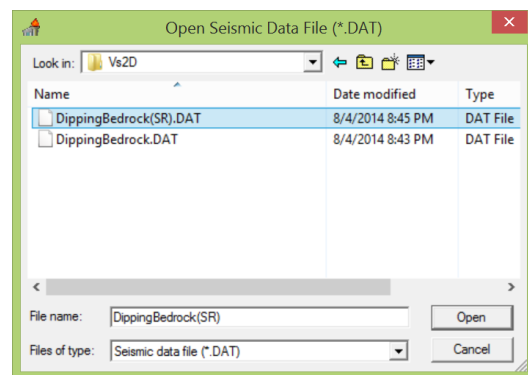 Open Seismic Data File (*.DAT)
Look in: Vs2D
Name Date modified Type
DippingBedrock(SR).DAT 8/4/2014 8:45 PM DAT File
DippingBedrock.DAT 8/4/2014 8:43 PM DAT File
File name: DippingBedrock(SR) Open
Files of type: Seismic data file (*.DAT) Cancel